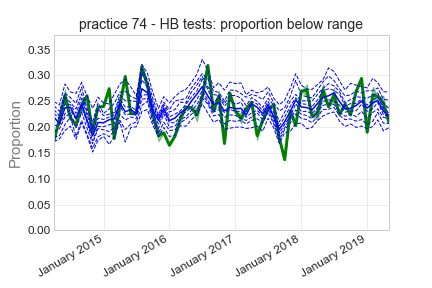 practice 74 - HB tests: proportion below range
Proportion
0.35
0.30
0.25
0.20
0.15
0.10
0.05
0.00
January 2015
January 2016
January 2017
January 2018
January 2019